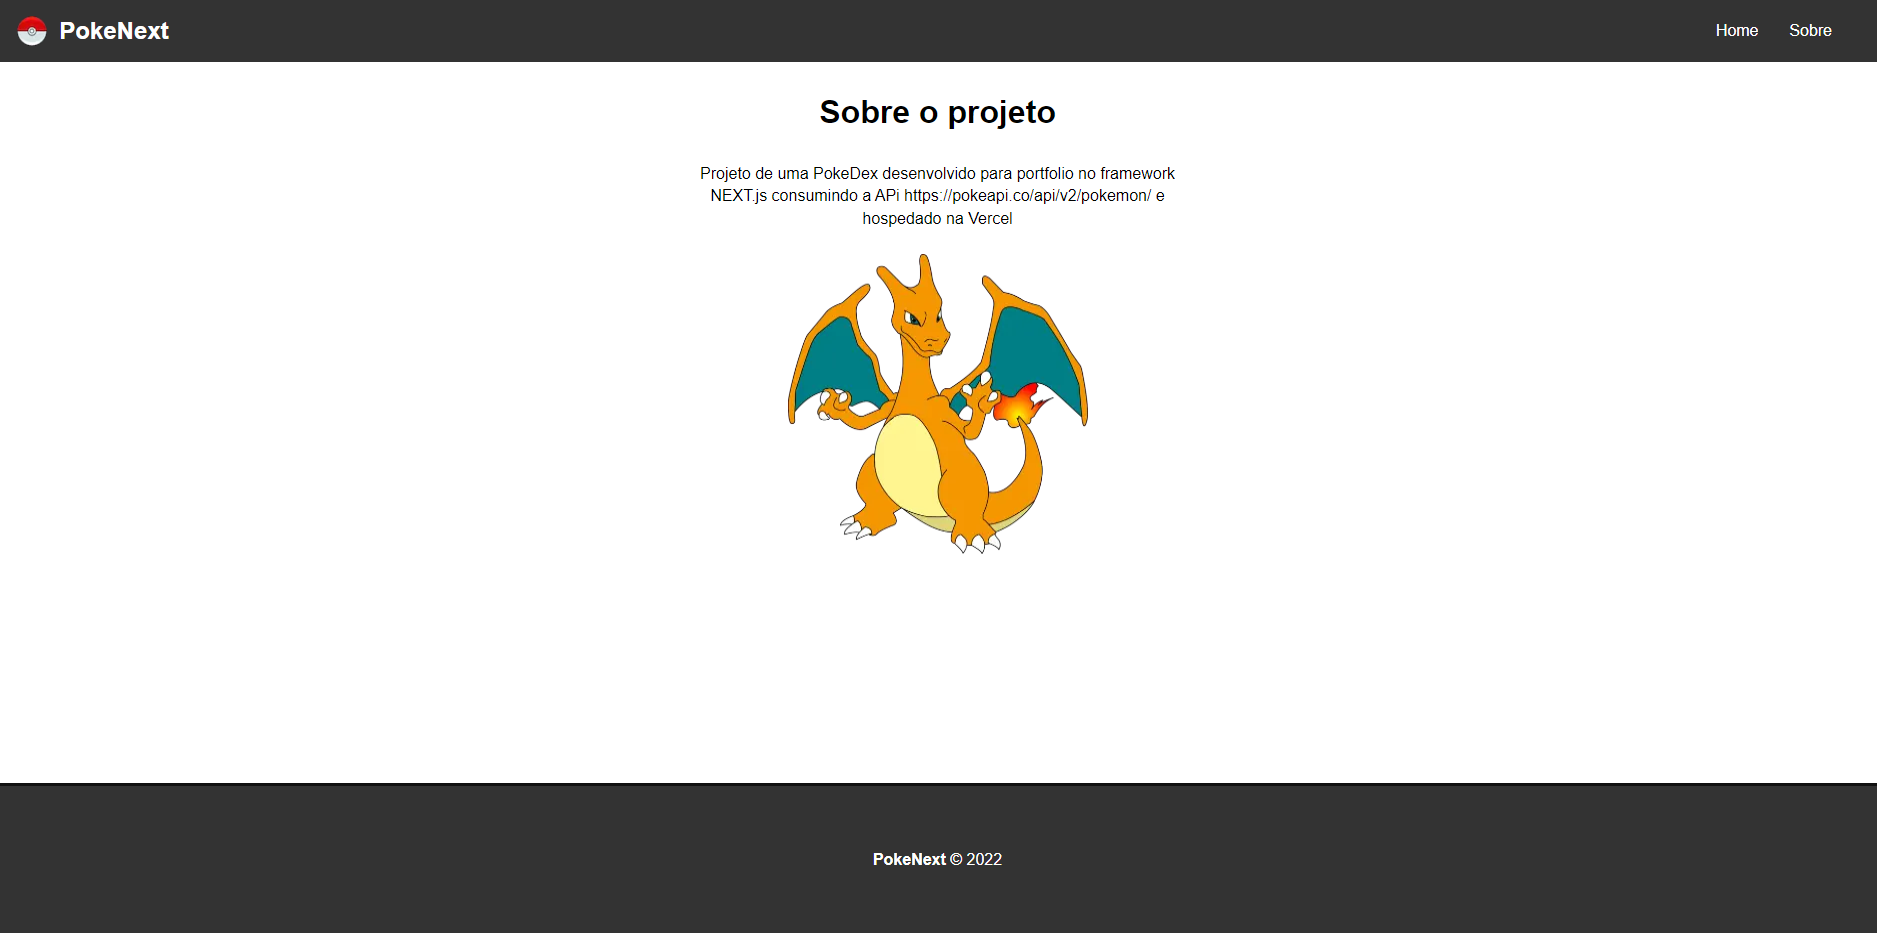 PokeNext
Home
Sobre
Sobre o projeto
Projeto de uma PokeDex desenvolvido para portfolio no framework
NEXT.js consumindo a APi https://pokeapi.co/api/v2/pokemon/ e
hospedado na Vercel
PokeNext © 2022